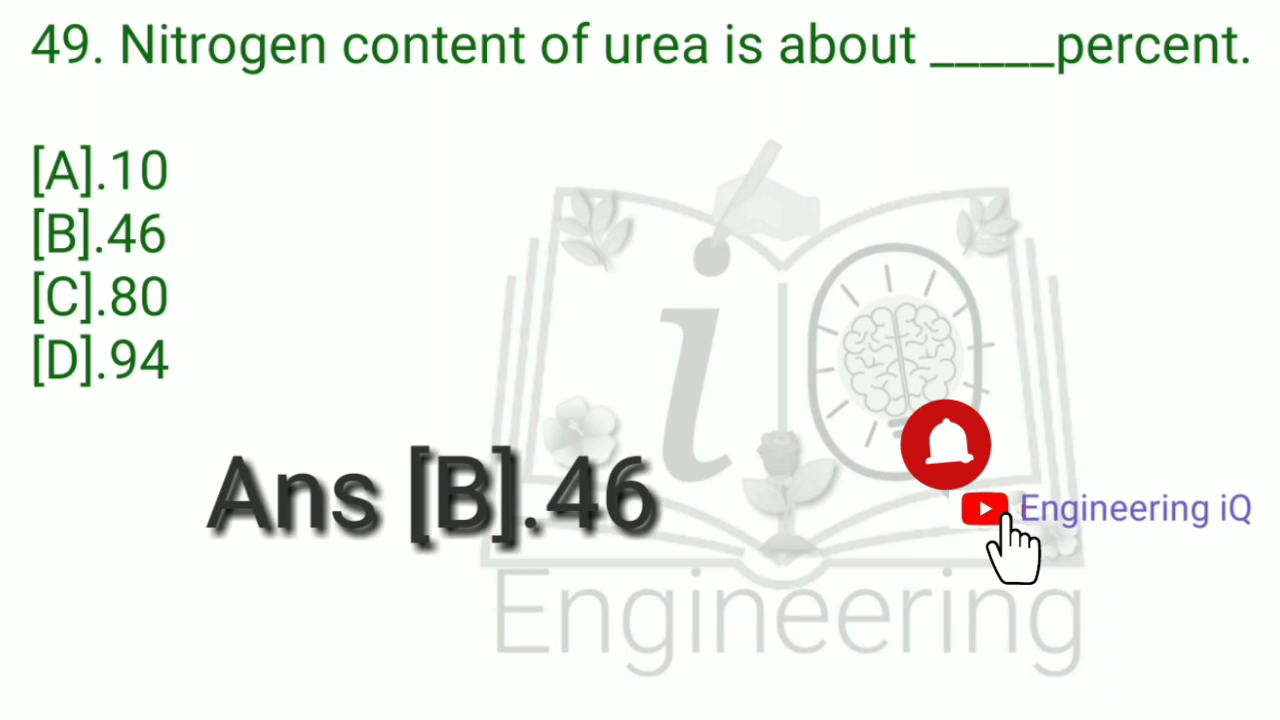 49. Nitrogen content of urea is about _____percent.
[A].10
[B].46
[C].80
[D].94
Ans [B].46
Engineering iQ
i
Engineering